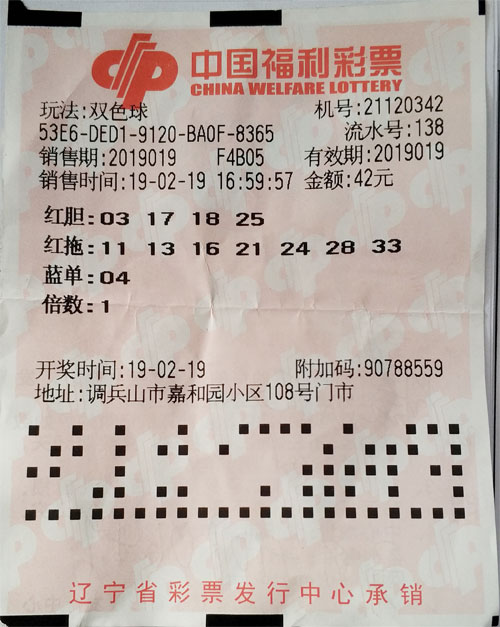 中国福利彩票
CHINA WELFARE LOTTERY
玩法:双色球 机号:21120342
53E6-DED1-9120-BA0F-8365 流水号:138
销售期:2019019 F4B05 有效期:2019019
销售时间:19-02-19 16:59:57 金额:42元
红胆:03 17 18 25
红拖:11 13 16 21 24 28 33
蓝单:04
倍数:1
开奖时间:19-02-19 附加码:90788559
地址:调兵山市嘉和园小区108号门市
辽宁省彩票发行中心承销